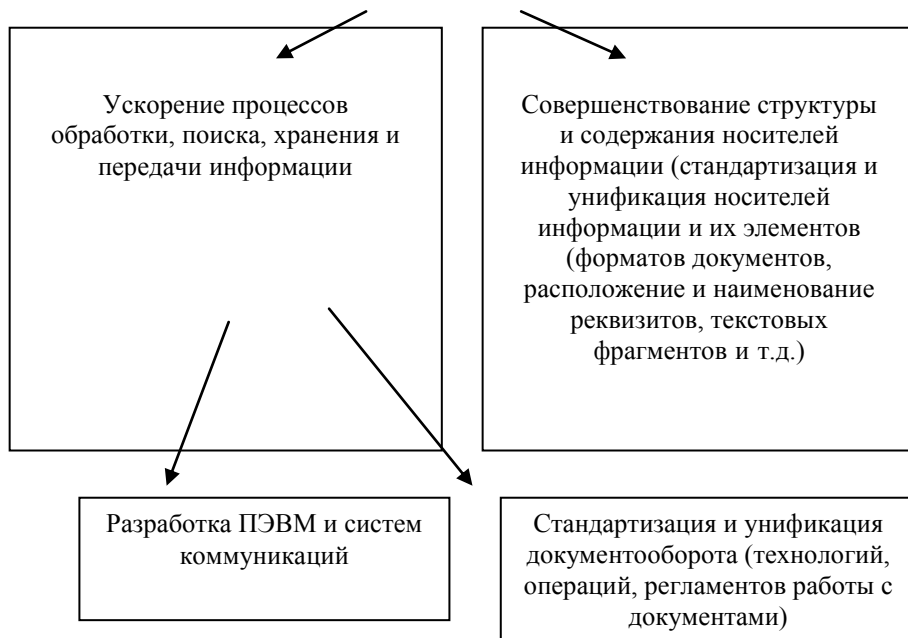 Ускорение процессов
обработки, поиска, хранения и
передачи информации
Совершенствование структуры
и содержания носителей
информации (стандартизация и
унификация носителей
информации и их элементов
(форматов документов,
расположение и наименование
реквизитов, текстовых
фрагментов и т.д.)
Разработка ПЭВМ и систем
коммуникаций
Стандартизация и унификация
документооборота (технологий,
операций, регламентов работы с
документами)